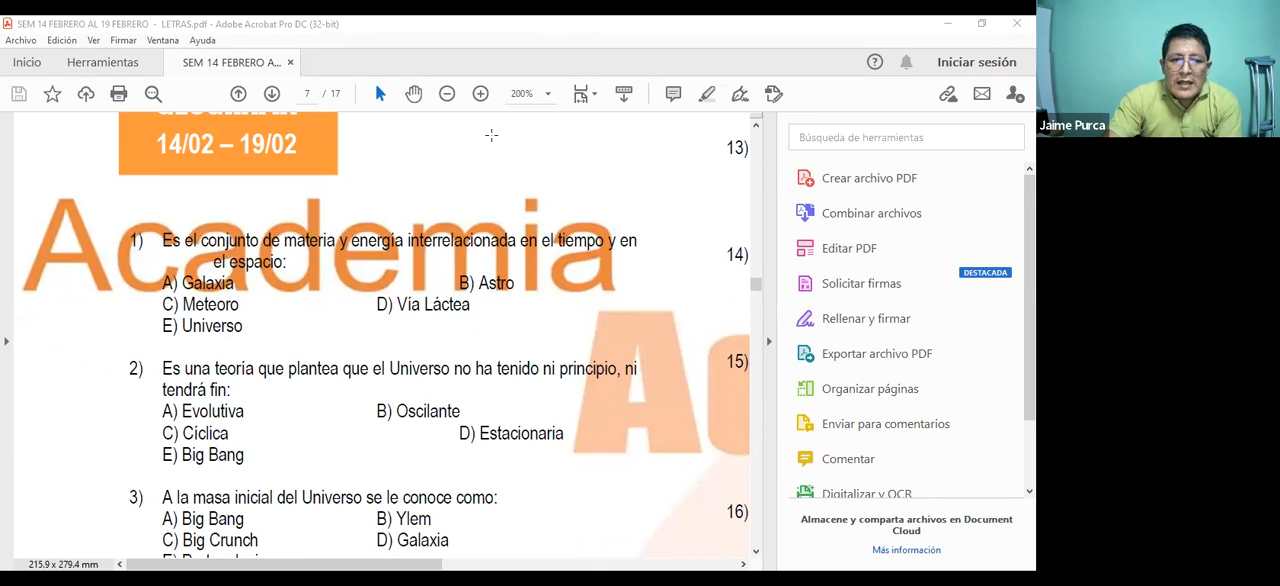 SEM 14 FEBRERO AL 19 FEBRERO - LETRAS.pdf - Adobe Acrobat Pro DC (32-bit)
Archivo Edición Ver Firmar Ventana Ayuda
Inicio Herramientas SEM 14 FEBRERO A... × Iniciar sesión
7 / 17 200%
Jaime Purca
GEOGRAFÍA
14/02 – 19/02
Academia
1) Es el conjunto de materia y energía interrelacionada en el tiempo y en
el espacio:
A) Galaxia B) Astro
C) Meteoro D) Vía Láctea
E) Universo
2) Es una teoría que plantea que el Universo no ha tenido ni principio, ni
tendrá fin:
A) Evolutiva B) Oscilante
C) Cíclica D) Estacionaria
E) Big Bang
3) A la masa inicial del Universo se le conoce como:
A) Big Bang B) Ylem
C) Big Crunch D) Galaxia
13)
14)
15)
16)
215.9 x 279.4 mm
Búsqueda de herramientas
Crear archivo PDF
Combinar archivos
Editar PDF
DESTACADA
Solicitar firmas
Rellenar y firmar
Exportar archivo PDF
Organizar páginas
Enviar para comentarios
Comentar
Digitalizar y OCR
Almacene y comparta archivos en Document
Cloud
Más información